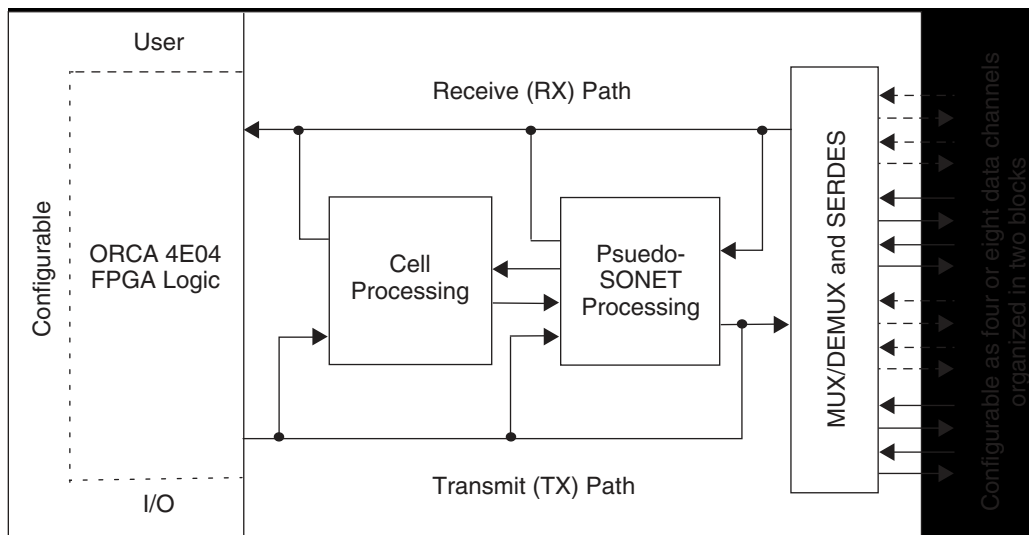 User
Receive (RX) Path
Configurable
ORCA 4E04
FPGA Logic
Cell
Processing
Psuedo-
SONET
Processing
MUX/DEMUX and SERDES
Configurable as four or eight data channels
organized in two blocks
Transmit (TX) Path
I/O